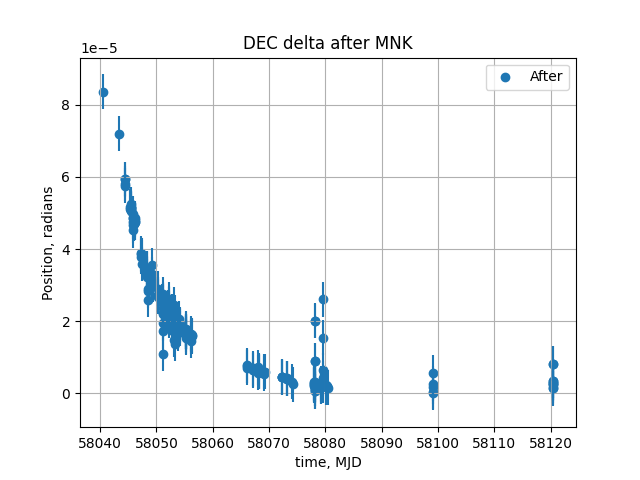 DEC delta after MNK
1e−5
After
8
6
4
2
0
Position, radians
58040 58050 58060 58070 58080 58090 58100 58110 58120
time, MJD